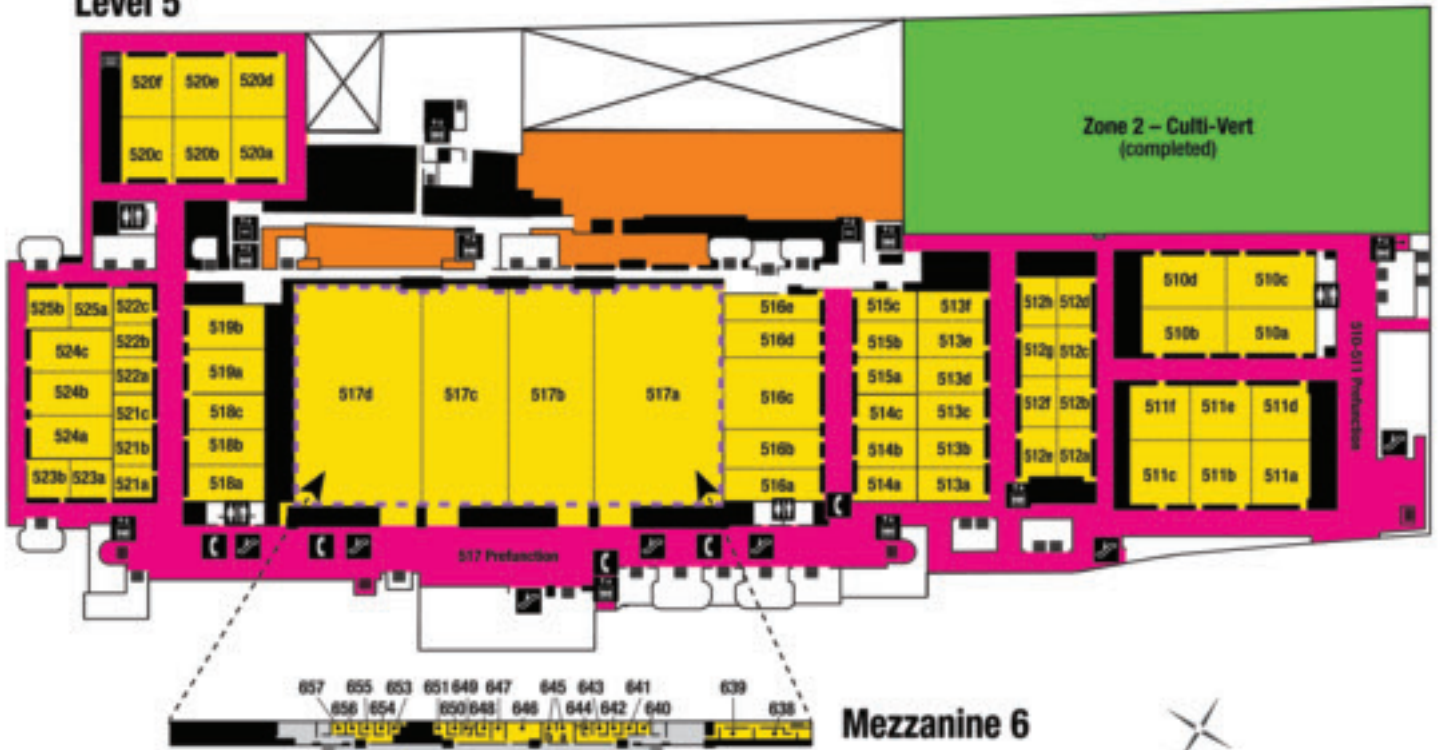 Level 5
520f 520e 520d
520c 520b 520a
Zone 2 – Culti-Vert
(completed)
525b 525a 522c
522b
524c
522a
524b
521c
524a
521b
523b 523a 521a
519b
519a
518c
518b
518a
517d 517c 517b 517a
516e
516d
516c
516b
516a
515c 513f
515b 513e
515a 513d
514c 513c
514b 513b
514a 513a
512h 512d
512g 512c
512f 512b
512e 512a
510d 510c
510b 510a
511f 511e 511d
511c 511b 511a
510-511 Prefunction
517 Prefunction
657 655 653 651 649 647 645 643 641 639
656 654 650 648 646 644 642 640 638
Mezzanine 6